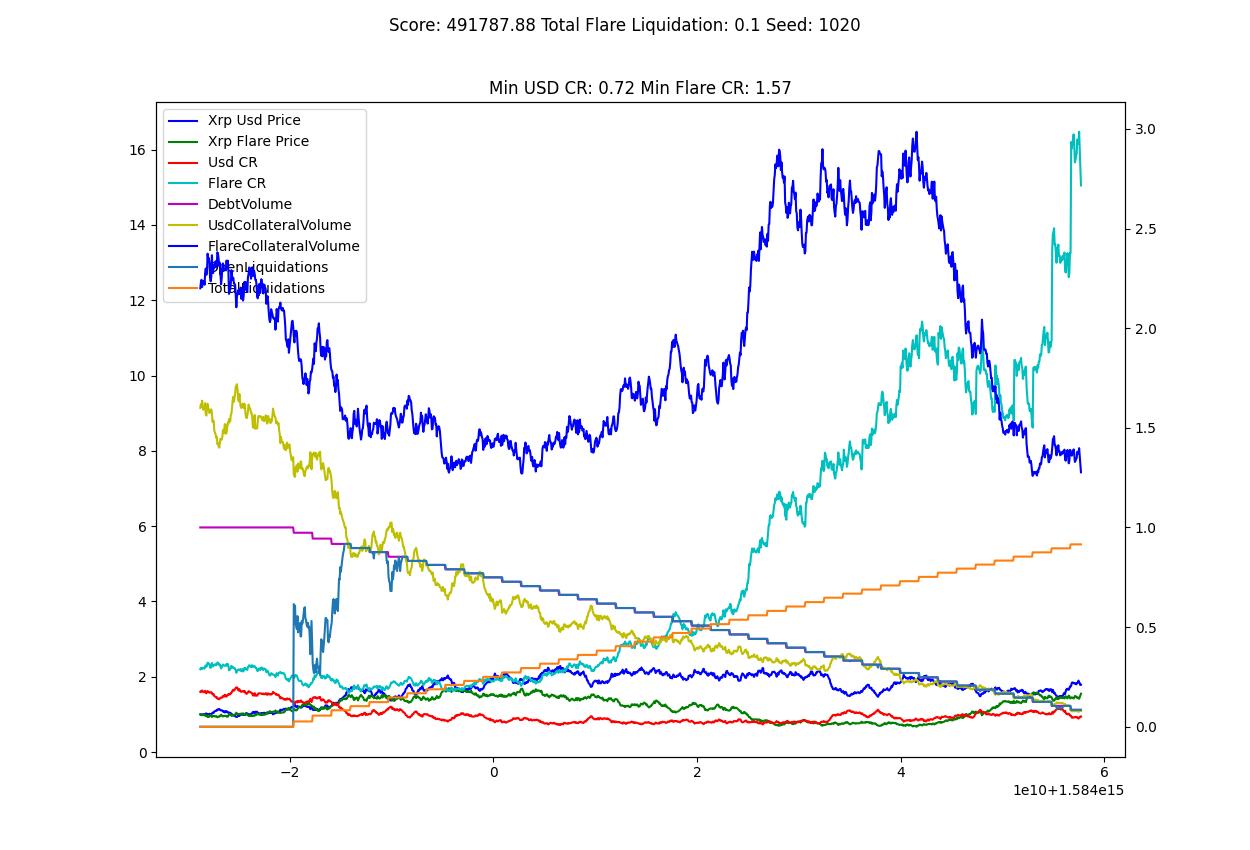 Score: 491787.88 Total Flare Liquidation: 0.1 Seed: 1020
Min USD CR: 0.72 Min Flare CR: 1.57
Xrp Usd Price
Xrp Flare Price
Usd CR
Flare CR
DebtVolume
UsdCollateralVolume
FlareCollateralVolume
OpenLiquidations
TotalLiquidations
16
14
12
10
8
6
4
2
0
3.0
2.5
2.0
1.5
1.0
0.5
0.0
−2
0
2
4
6
1e10+1.584e15